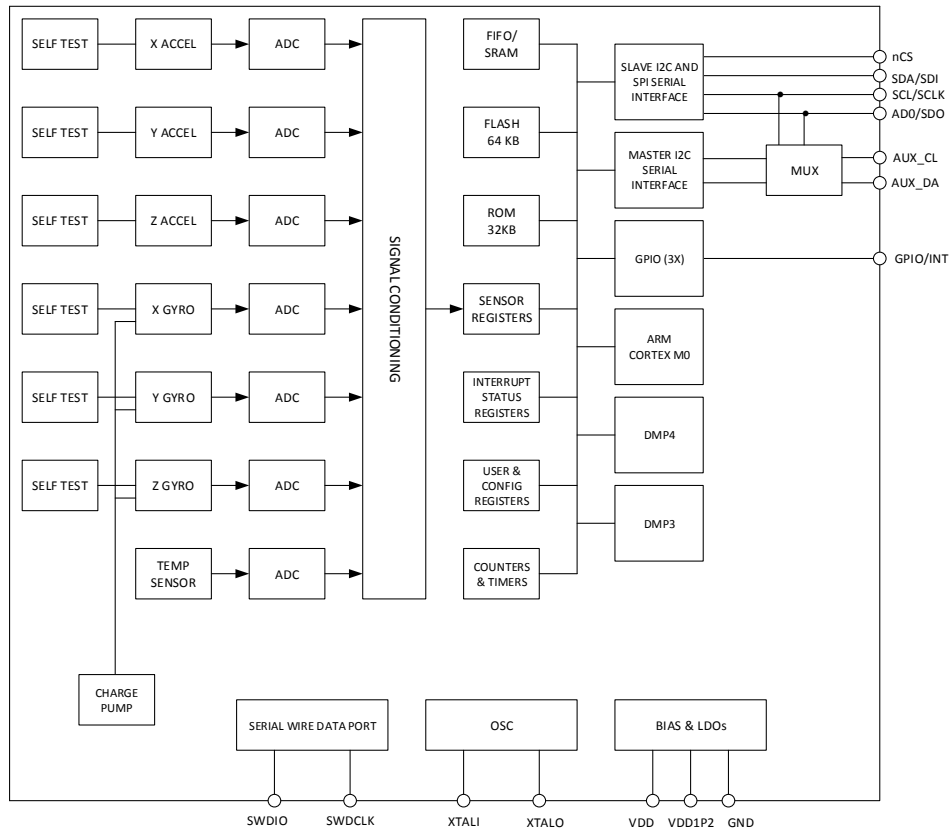 SELF TEST
X ACCEL
ADC
SELF TEST
Y ACCEL
ADC
SELF TEST
Z ACCEL
ADC
SELF TEST
X GYRO
ADC
SELF TEST
Y GYRO
ADC
SELF TEST
Z GYRO
ADC
TEMP
SENSOR
ADC
CHARGE
PUMP
SIGNAL CONDITIONING
FIFO/
SRAM
FLASH
64 KB
ROM
32KB
SENSOR
REGISTERS
INTERRUPT
STATUS
REGISTERS
USER &
CONFIG
REGISTERS
COUNTERS
& TIMERS
SLAVE I2C AND
SPI SERIAL
INTERFACE
MASTER I2C
SERIAL
INTERFACE
MUX
GPIO (3X)
ARM
CORTEX M0
DMP4
DMP3
nCS
SDA/SDI
SCL/SCLK
AD0/SDO
AUX_CL
AUX_DA
GPIO/INT
SERIAL WIRE DATA PORT
OSC
BIAS & LDOs
SWDIO
SWDCLK
XTALI
XTALO
VDD
VDD1P2
GND